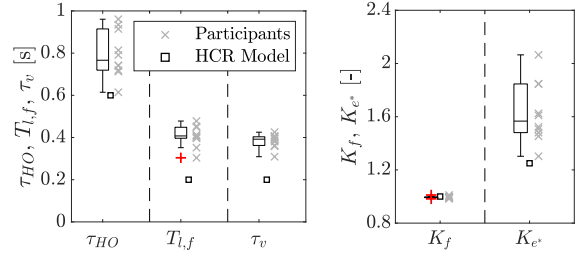 τ_HO, T_l,f, τ_v [s]
1
0.8
0.6
0.4
0.2
0
Participants
HCR Model
τ_HO T_l,f τ_v
K_f, K_e* [-]
2.4
2
1.6
1.2
0.8
K_f K_e*